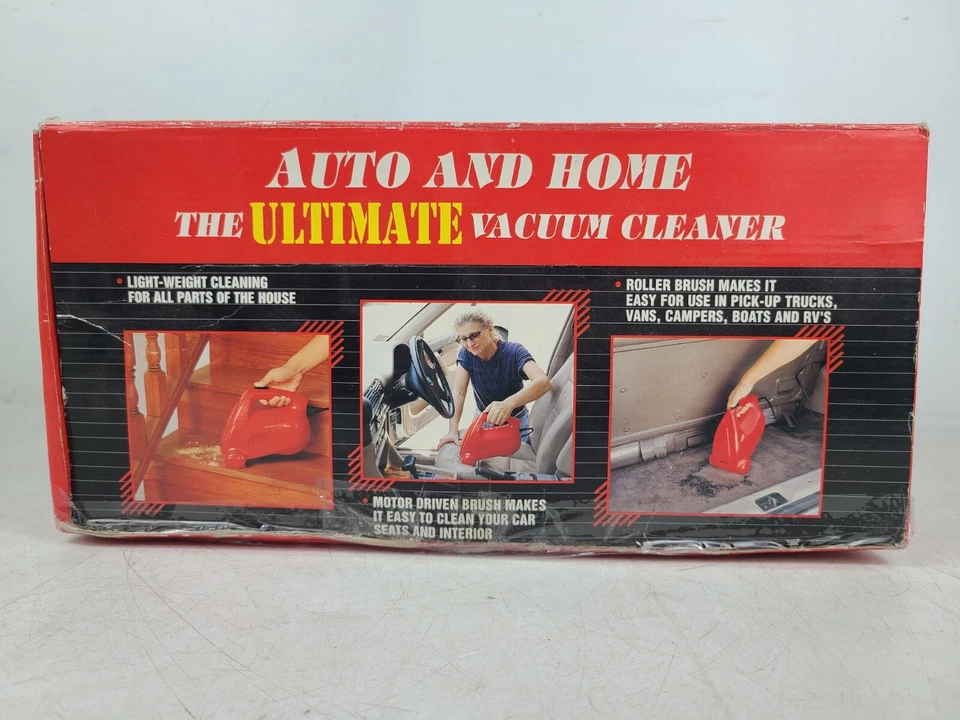 AUTO AND HOME
THE ULTIMATE VACUUM CLEANER
• LIGHT-WEIGHT CLEANING
FOR ALL PARTS OF THE HOUSE
• MOTOR DRIVEN BRUSH MAKES
IT EASY TO CLEAN YOUR CAR
SEATS AND INTERIOR
• ROLLER BRUSH MAKES IT
EASY FOR USE IN PICK-UP TRUCKS,
VANS, CAMPERS, BOATS AND RV'S